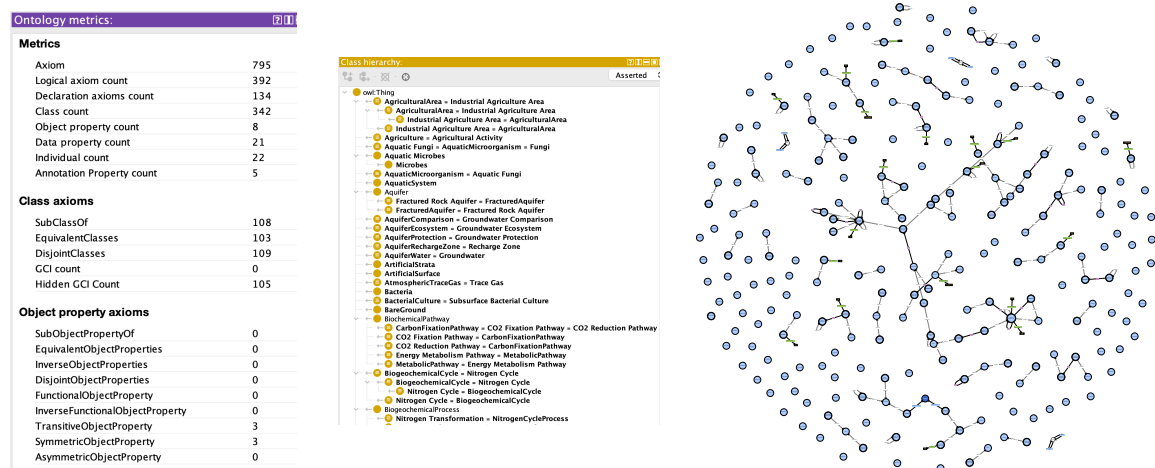 Ontology metrics:
Metrics
Axiom 795
Logical axiom count 392
Declaration axioms count 134
Class count 342
Object property count 8
Data property count 21
Individual count 22
Annotation Property count 5
Class axioms
SubClassOf 108
EquivalentClasses 103
DisjointClasses 109
GCI count 0
Hidden GCI Count 105
Object property axioms
SubObjectPropertyOf 0
EquivalentObjectProperties 0
InverseObjectProperties 0
DisjointObjectProperties 0
FunctionalObjectProperty 0
InverseFunctionalObjectProperty 0
TransitiveObjectProperty 3
SymmetricObjectProperty 3
AsymmetricObjectProperty 0
Class hierarchy:
Asserted
owl:Thing
AgriculturalArea = Industrial Agriculture Area
AgriculturalArea = Industrial Agriculture Area
Industrial Agriculture Area = AgriculturalArea
Industrial Agriculture Area = AgriculturalArea
Agriculture = Agricultural Activity
Aquatic Fungi = AquaticMicroorganism = Fungi
Aquatic Microbes
Microbes
AquaticMicroorganism = Aquatic Fungi
AquaticSystem
Aquifer
Fractured Rock Aquifer = FracturedAquifer
FracturedAquifer = Fractured Rock Aquifer
AquiferComparison = Groundwater Comparison
AquiferEcosystem = Groundwater Ecosystem
AquiferProtection = Groundwater Protection
AquiferRechargeZone = Recharge Zone
AquiferWater = Groundwater
ArtificialStrata
ArtificialSurface
AtmosphericTraceGas = Trace Gas
Bacteria
BacterialCulture = Subsurface Bacterial Culture
BareGround
BiochemicalPathway
CarbonFixationPathway = CO2 Fixation Pathway = CO2 Reduction Pathway
CO2 Fixation Pathway = CarbonFixationPathway
CO2 Reduction Pathway = CarbonFixationPathway
Energy Metabolism Pathway = MetabolicPathway
MetabolicPathway = Energy Metabolism Pathway
BiogeochemicalCycle = Nitrogen Cycle
BiogeochemicalCycle = Nitrogen Cycle
Nitrogen Cycle = BiogeochemicalCycle
Nitrogen Cycle = BiogeochemicalCycle
BiogeochemicalProcess
Nitrogen Transformation = NitrogenCycleProcess